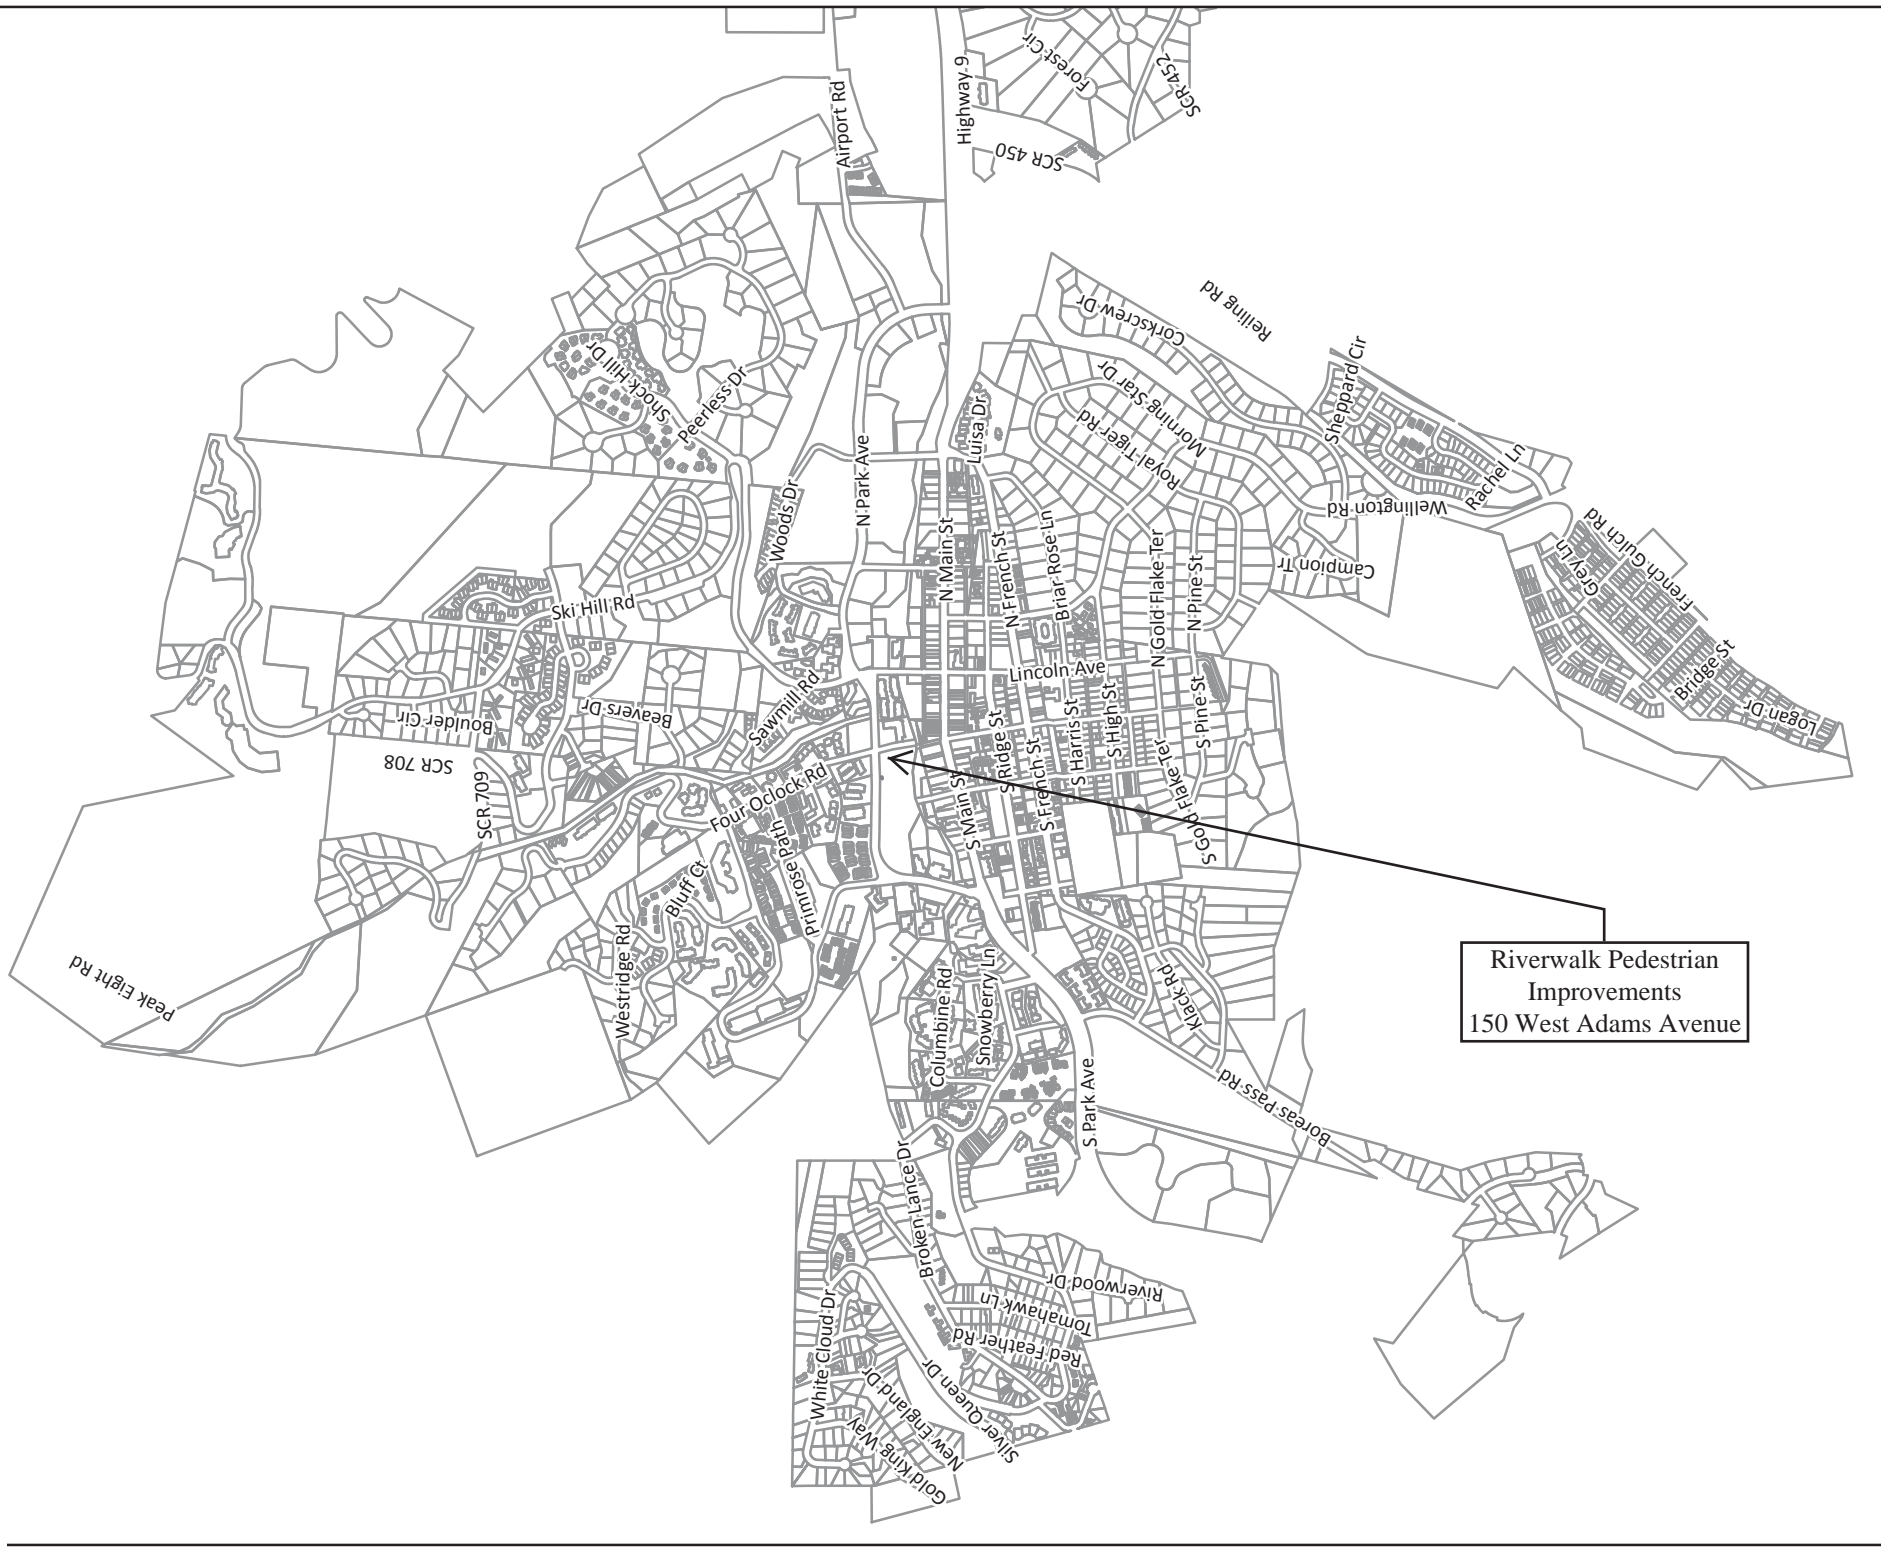 Forest Cir
SCR 452
Highway 9
Airport Rd
SCR 450
Reiling Rd
Corkscrew Dr
Shock Hill Dr
Peerless Dr
Sheppard Cir
Morning Star Dr
Royal Tiger Rd
Luisa Dr
N Park Ave
Rachel Ln
Wellington Rd
Woods Dr
N Main St
N French St
Briar Rose Ln
N Gold Flake Ter
N Pine St
Campion Tr
Grey Ln
French Gulch Rd
Ski Hill Rd
Lincoln Ave
Bridge St
Logan Dr
Boulder Cir
Beavers Dr
Sawmill Rd
S Ridge St
S French St
S Harris St
S High St
S Pine St
SCR 708
SCR 709
Four Oclock Rd
S Main St
S Gold Flake Ter
Primrose Path
Bluff Ct
Westridge Rd
Peak Eight Rd
Columbine Rd
Snowberry Ln
Klack Rd
Riverwalk Pedestrian
Improvements
150 West Adams Avenue
S Park Ave
Boreas Pass Rd
Broken Lance Dr
Riverwood Dr
Tomahawk Ln
Red Feather Rd
White Cloud Dr
Silver Queen Dr
New England Dr
Gold King Way